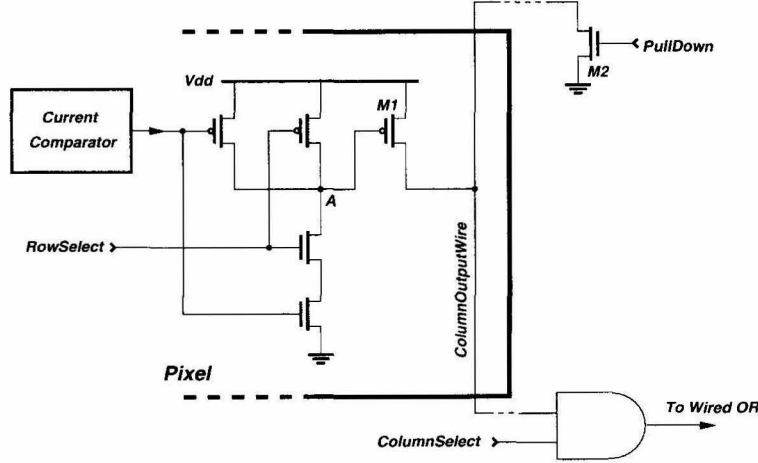 PullDown
M2
Vdd
M1
Current
Comparator
A
RowSelect
ColumnOutputWire
Pixel
To Wired OR
ColumnSelect